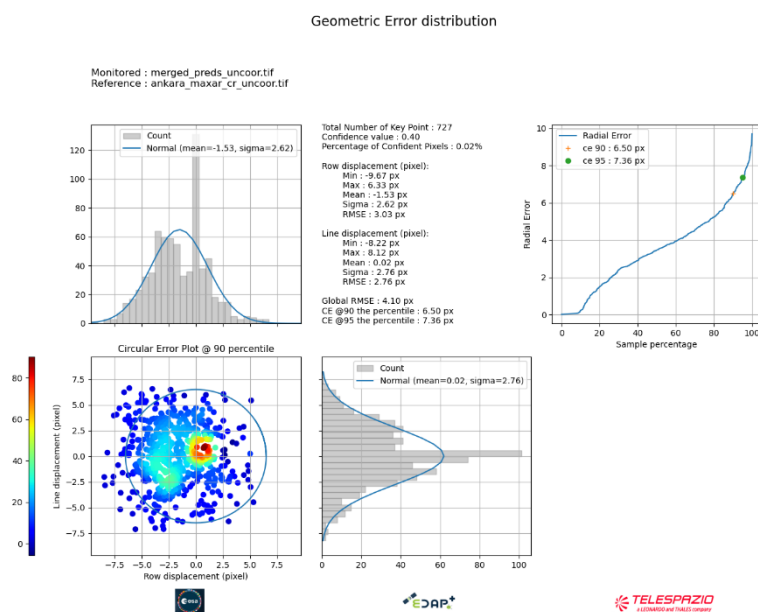 Geometric Error distribution
Monitored : merged_preds_uncoor.tif
Reference : ankara_maxar_cr_uncoor.tif
Count
Normal (mean=-1.53, sigma=2.62)
120
100
80
60
40
20
0
Total Number of Key Point : 727
Confidence value : 0.40
Percentage of Confident Pixels : 0.02%
Row displacement (pixel):
Min : -9.67 px
Max : 6.33 px
Mean : -1.53 px
Sigma : 2.62 px
RMSE : 3.03 px
Line displacement (pixel):
Min : -8.22 px
Max : 8.12 px
Mean : 0.02 px
Sigma : 2.76 px
RMSE : 2.76 px
Global RMSE : 4.10 px
CE @90 the percentile : 6.50 px
CE @95 the percentile : 7.36 px
Radial Error
ce 90 : 6.50 px
ce 95 : 7.36 px
Radial Error
10
8
6
4
2
0
0 20 40 60 80 100
Sample percentage
Circular Error Plot @ 90 percentile
80
60
40
20
0
Line displacement (pixel)
7.5
5.0
2.5
0.0
-2.5
-5.0
-7.5
-7.5 -5.0 -2.5 0.0 2.5 5.0 7.5
Row displacement (pixel)
Count
Normal (mean=0.02, sigma=2.76)
0 20 40 60 80 100
esa
EDAP+
TELESPAZIO
a LEONARDO and THALES company